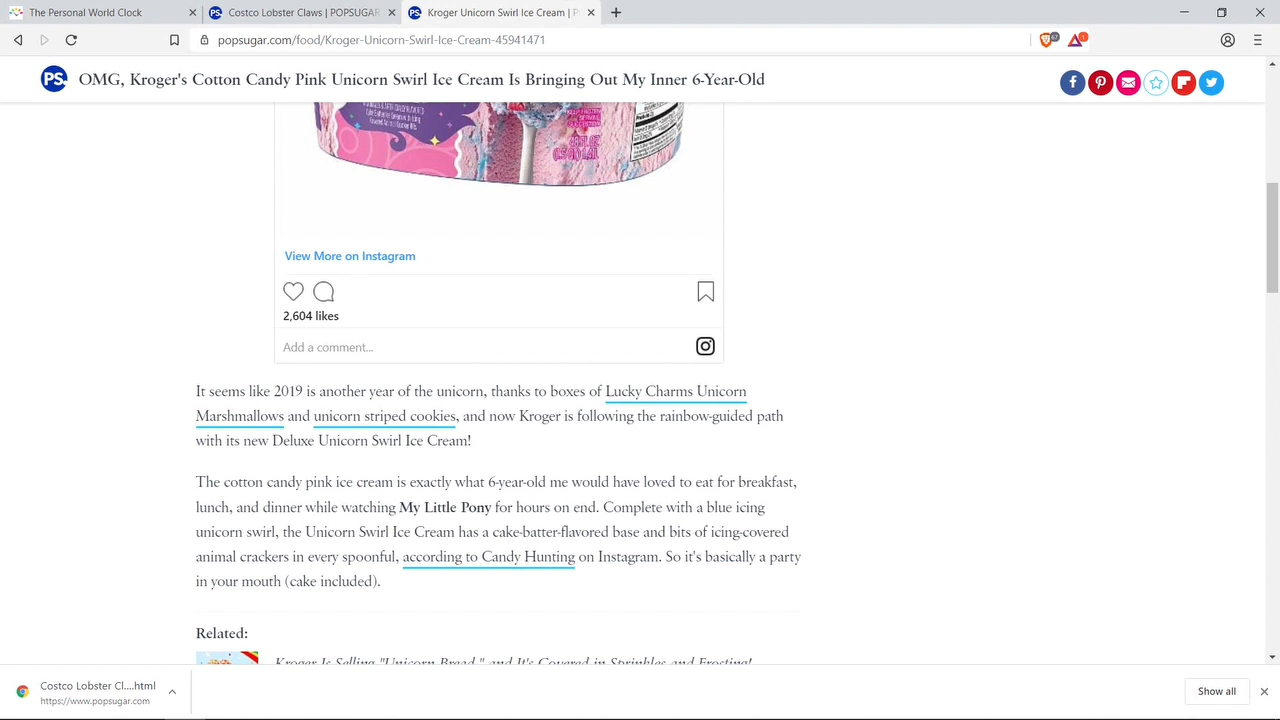 The Personal World Clock
Costco Lobster Claws | POPSUGAR
Kroger Unicorn Swirl Ice Cream | P
popsugar.com/food/Kroger-Unicorn-Swirl-Ice-Cream-45941471
67
1
PS.
OMG, Kroger's Cotton Candy Pink Unicorn Swirl Ice Cream Is Bringing Out My Inner 6-Year-Old
View More on Instagram
2,604 likes
Add a comment...
It seems like 2019 is another year of the unicorn, thanks to boxes of Lucky Charms Unicorn
Marshmallows and unicorn striped cookies, and now Kroger is following the rainbow-guided path
with its new Deluxe Unicorn Swirl Ice Cream!
The cotton candy pink ice cream is exactly what 6-year-old me would have loved to eat for breakfast,
lunch, and dinner while watching My Little Pony for hours on end. Complete with a blue icing
unicorn swirl, the Unicorn Swirl Ice Cream has a cake-batter-flavored base and bits of icing-covered
animal crackers in every spoonful, according to Candy Hunting on Instagram. So it's basically a party
in your mouth (cake included).
Related:
Kroger Is Selling "Unicorn Bread," and It's Covered in Sprinkles and Frosting!
Costco Lobster Cl....html
https://www.popsugar.com
Show all